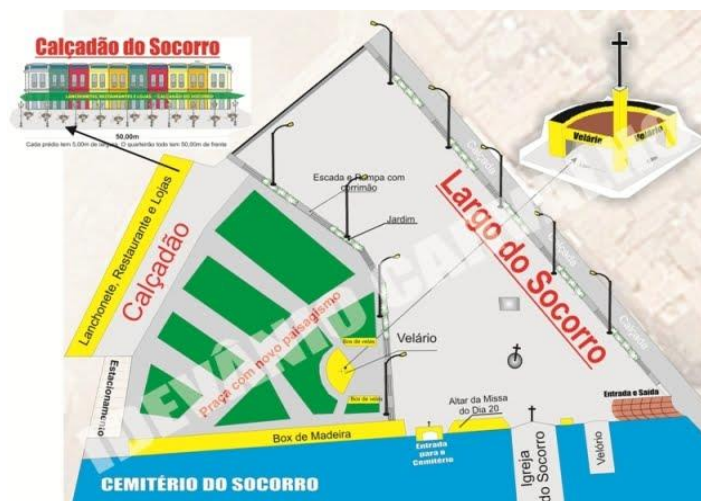 Calçadão do Socorro
LANCHONETES, RESTAURANTES E LOJAS - CALÇADÃO DO SOCORRO
50,00m
Cada prédio tem 5,00m de largura. O quarteirão todo tem 50,00m de frente
Velário
Velário
Calçada
Escada e Rampa com
corrimão
Jardim
Largo do Socorro
Calçada
Calçada
Calçada
Lanchonete, Restaurante e Lojas
Calçadão
Praça com novo paisagismo
Box de velas
Velário
Box de velas
Estacionamento
Altar da Missa
do Dia 20
Entrada e Saída
Box de Madeira
Entrada
para o
Cemitério
Igreja
do Socorro
Velório
CEMITÉRIO DO SOCORRO